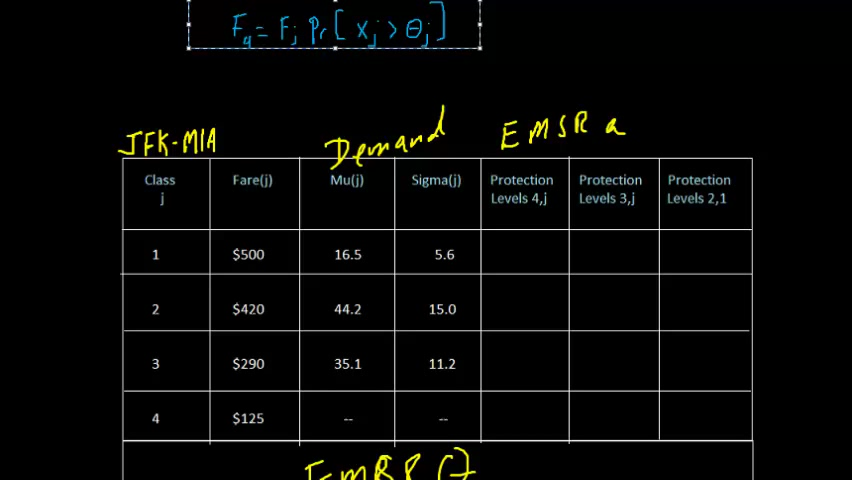 F4 = Fj Pr[ xj > Θj ]
JFK-MIA Demand EMSR a
Class j Fare(j) Mu(j) Sigma(j) Protection Levels 4,j Protection Levels 3,j Protection Levels 2,1
1 $500 16.5 5.6
2 $420 44.2 15.0
3 $290 35.1 11.2
4 $125 -- --